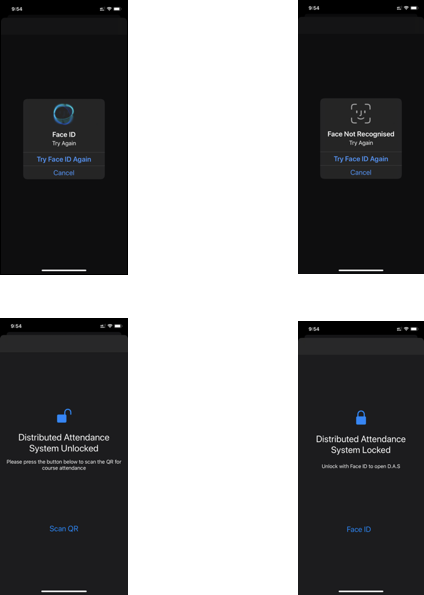 9:54
Face ID
Try Again
Try Face ID Again
Cancel
9:54
Face Not Recognised
Try Again
Try Face ID Again
Cancel
9:54
Distributed Attendance
System Unlocked
Please press the button below to scan the QR for
course attendance
Scan QR
9:54
Distributed Attendance
System Locked
Unlock with Face ID to open D.A.S
Face ID